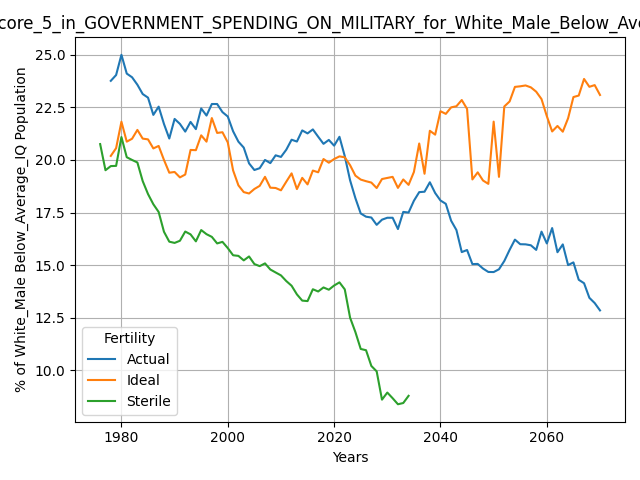 core_5_in_GOVERNMENT_SPENDING_ON_MILITARY_for_White_Male_Below_Ave
% of White_Male Below_Average_IQ Population
25.0
22.5
20.0
17.5
15.0
12.5
10.0
Fertility
Actual
Ideal
Sterile
1980
2000
2020
2040
2060
Years